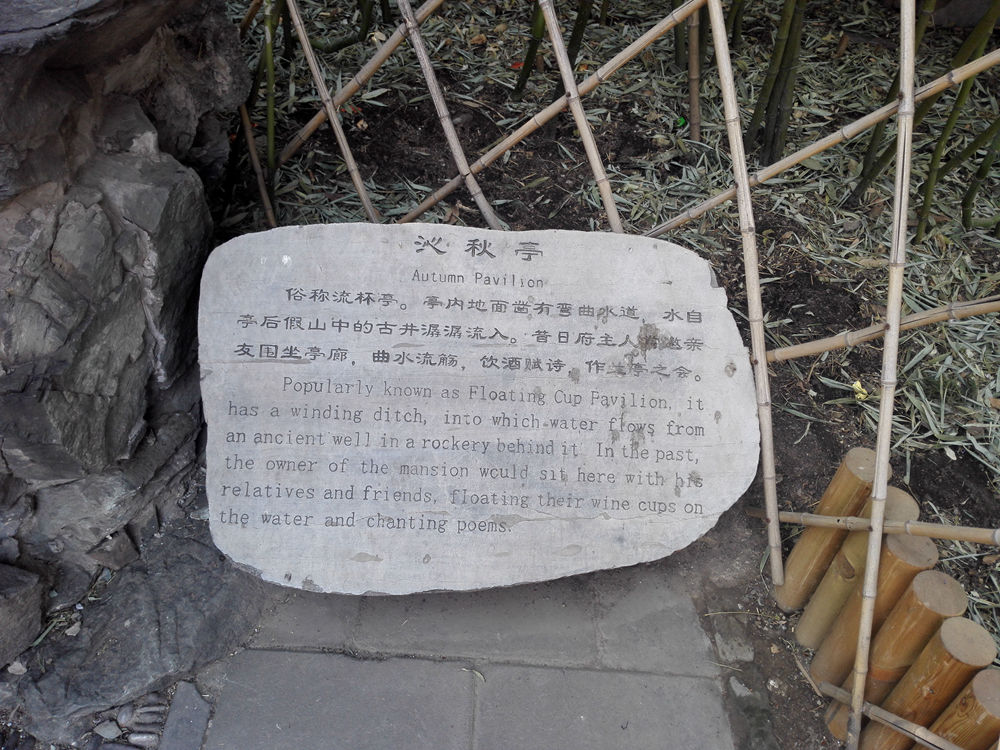 沁秋亭
Autumn Pavilion
俗称流杯亭。亭内地面凿有弯曲水道，水自
亭后假山中的古井潺潺流入。昔日府主人常邀亲
友围坐亭廊，曲水流觞，饮酒赋诗，作兰亭之会。
Popularly known as Floating Cup Pavilion, it
has a winding ditch, into which water flows from
an ancient well in a rockery behind it. In the past,
the owner of the mansion would sit here with his
relatives and friends, floating their wine cups on
the water and chanting poems.